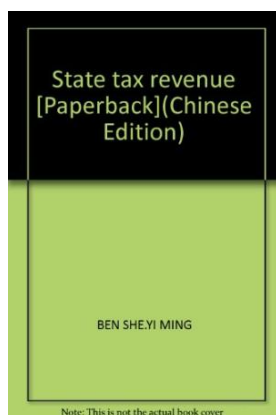 State tax revenue
[Paperback](Chinese
Edition)
BEN SHE.YI MING
Note: This is not the actual book cover